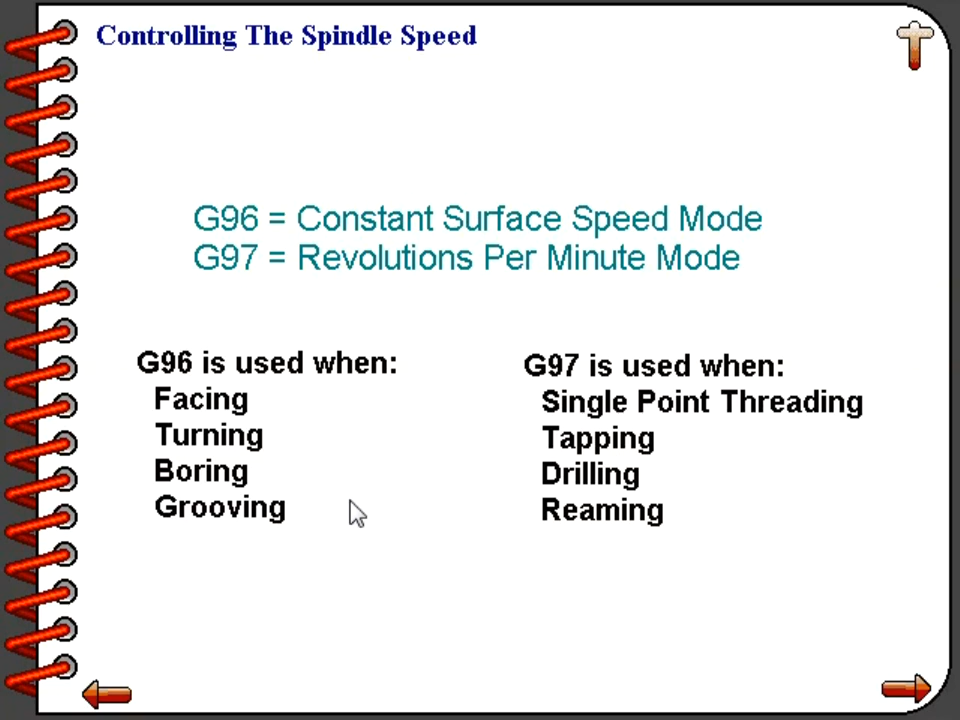 Controlling The Spindle Speed
G96 = Constant Surface Speed Mode
G97 = Revolutions Per Minute Mode
G96 is used when:
Facing
Turning
Boring
Grooving
G97 is used when:
Single Point Threading
Tapping
Drilling
Reaming